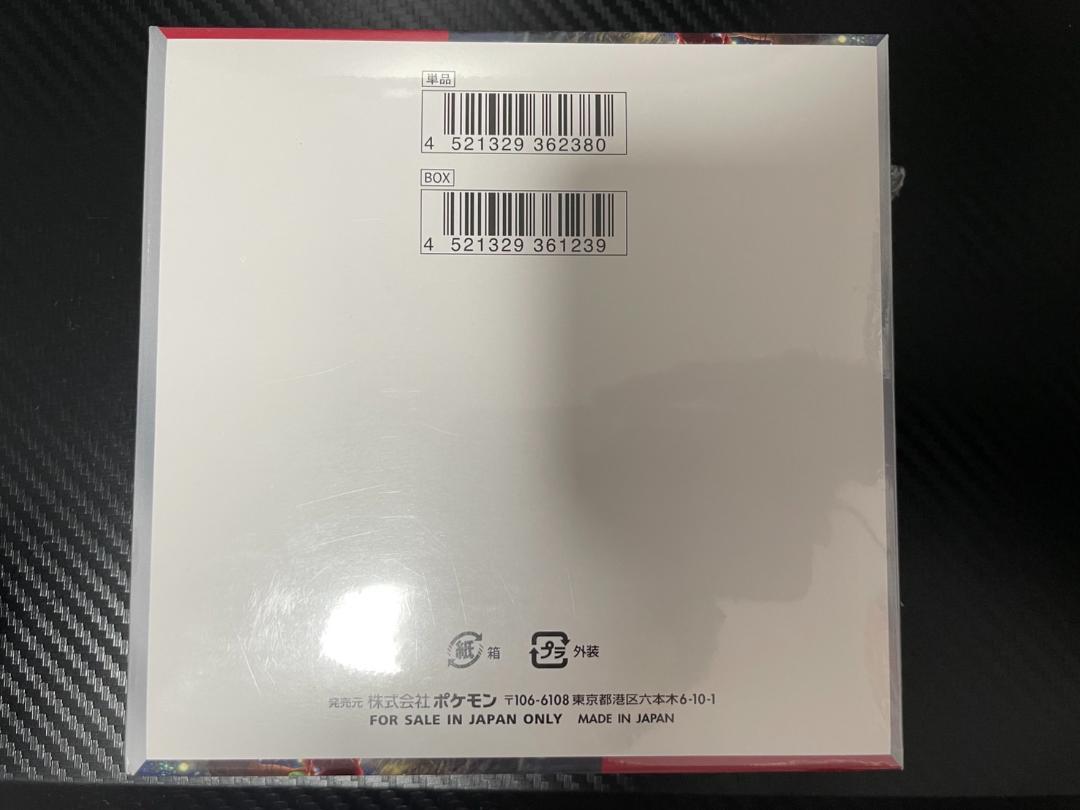 単品
4 521329 362380
BOX
4 521329 361239
紙 箱 プラ 外装
発売元 株式会社ポケモン 〒106-6108 東京都港区六本木6-10-1
FOR SALE IN JAPAN ONLY MADE IN JAPAN